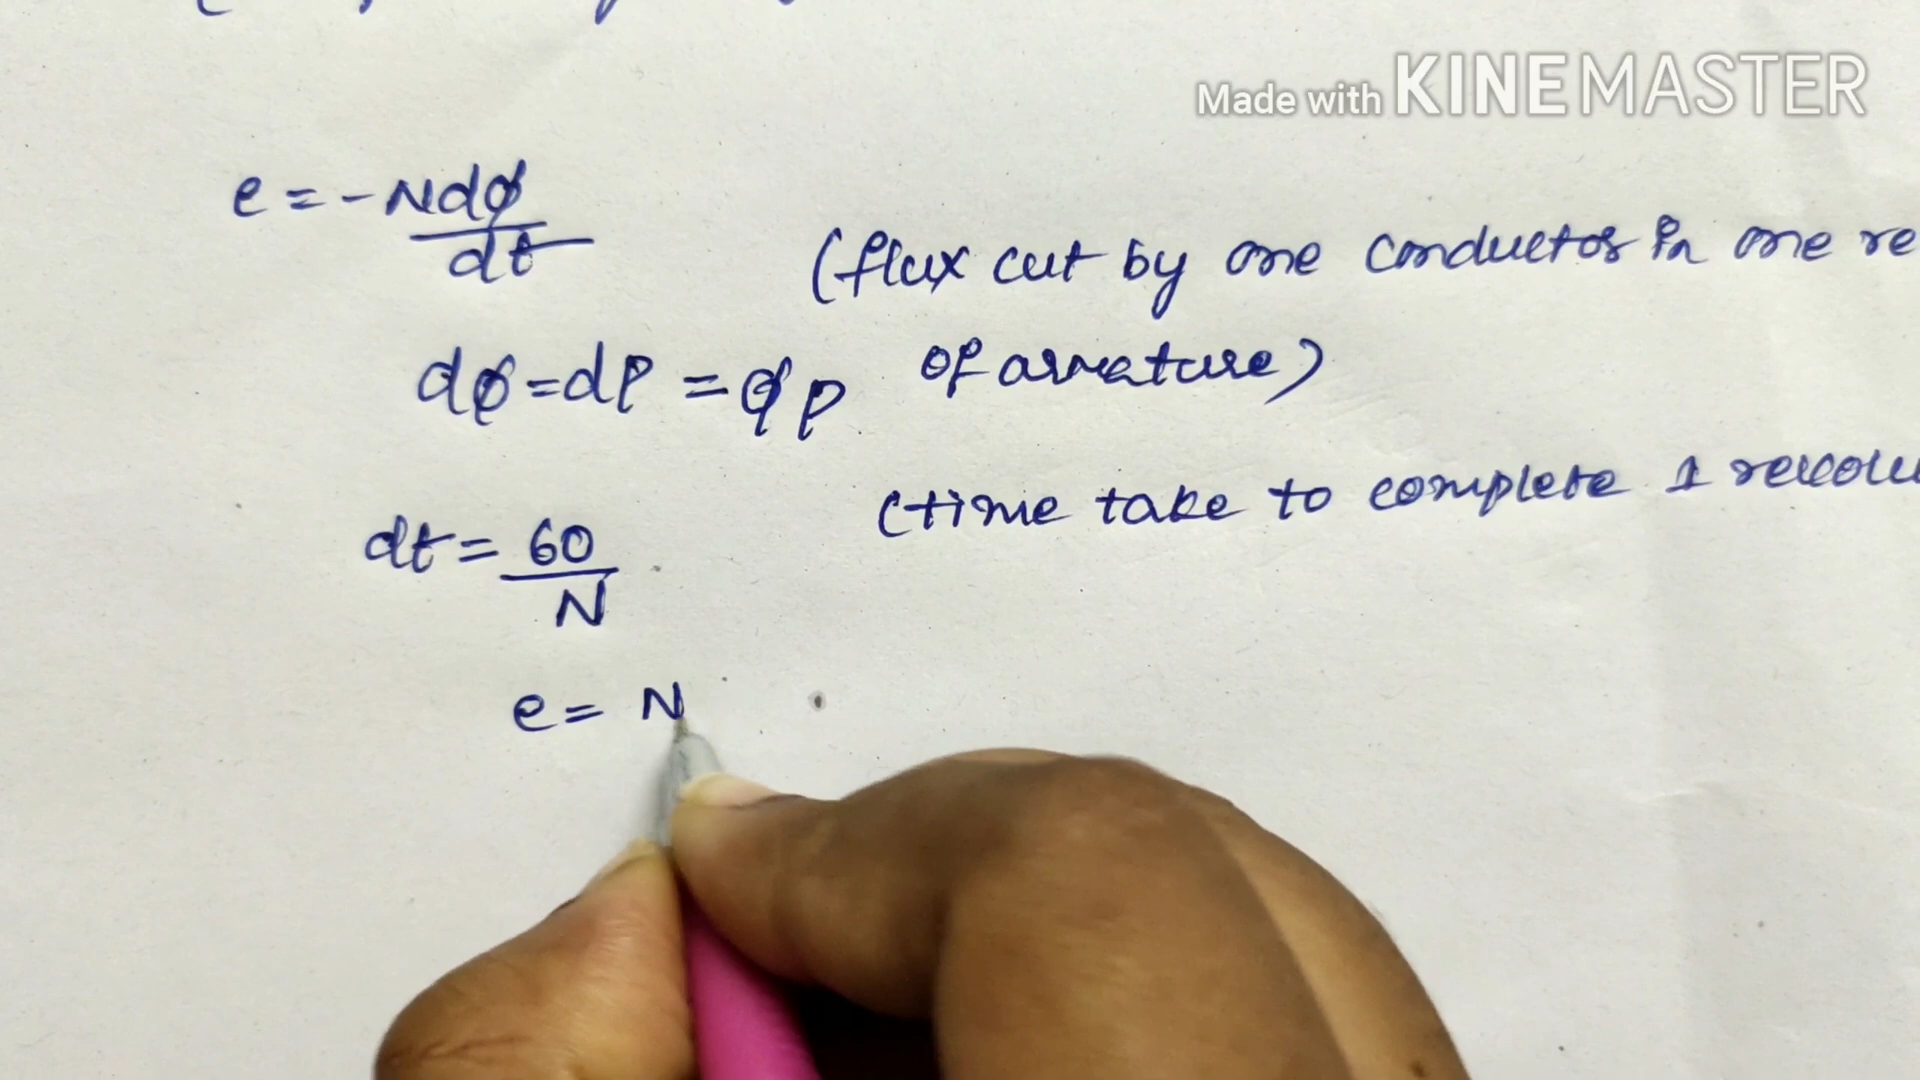 Made with KINEMASTER
e = - N dφ / dt
(flux cut by one conductor in one re
dφ = dP = φP of armature)
dt = 60 / N
(time take to complete 1 revolu
e = N